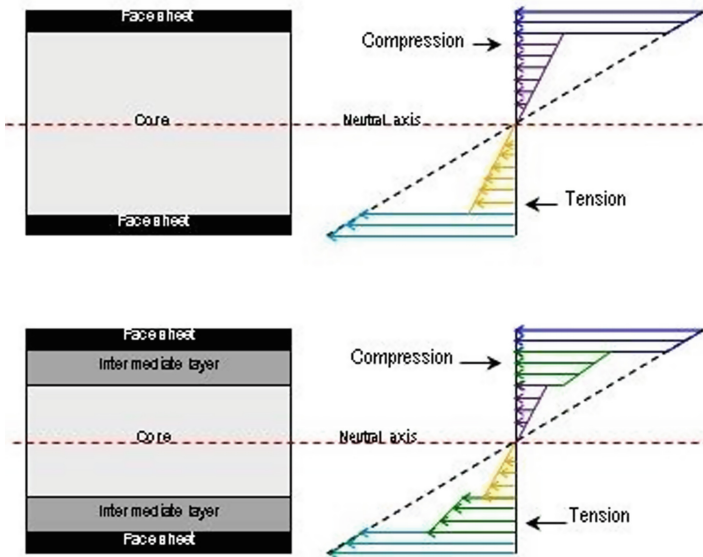 Face sheet
Compression
Core
Neutral axis
Tension
Face sheet
Face sheet
Intermediate layer
Compression
Core
Neutral axis
Intermediate layer
Tension
Face sheet